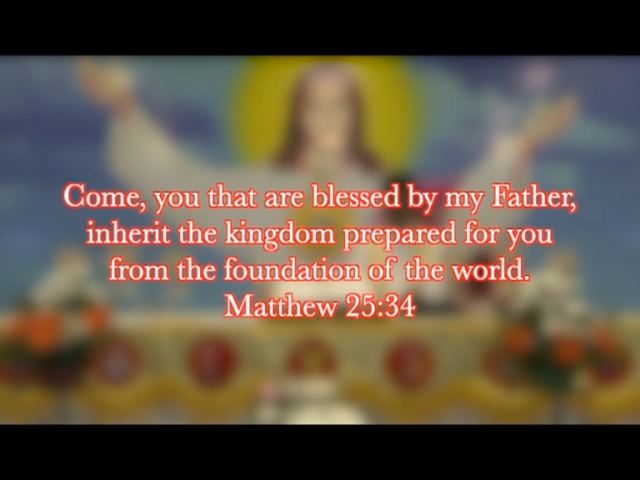 Come, you that are blessed by my Father,
inherit the kingdom prepared for you
from the foundation of the world.
Matthew 25:34